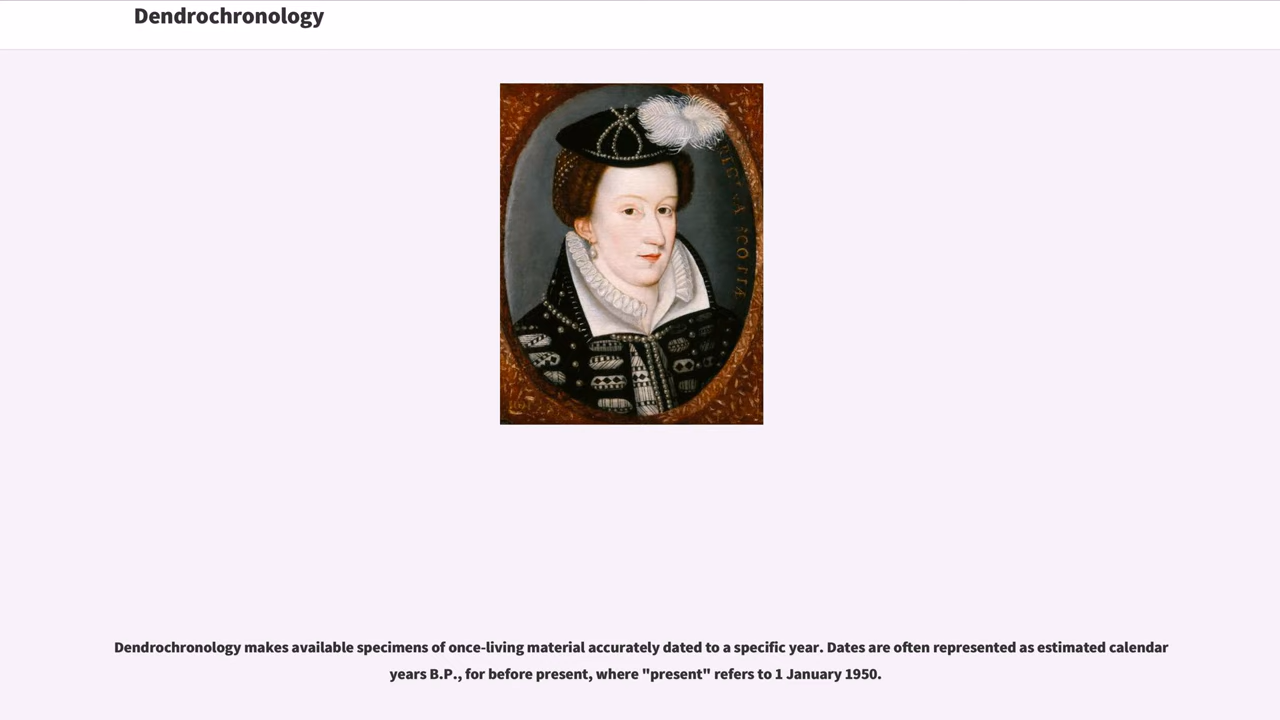 Dendrochronology
SCOTIÆ
Dendrochronology makes available specimens of once-living material accurately dated to a specific year. Dates are often represented as estimated calendar
years B.P., for before present, where "present" refers to 1 January 1950.